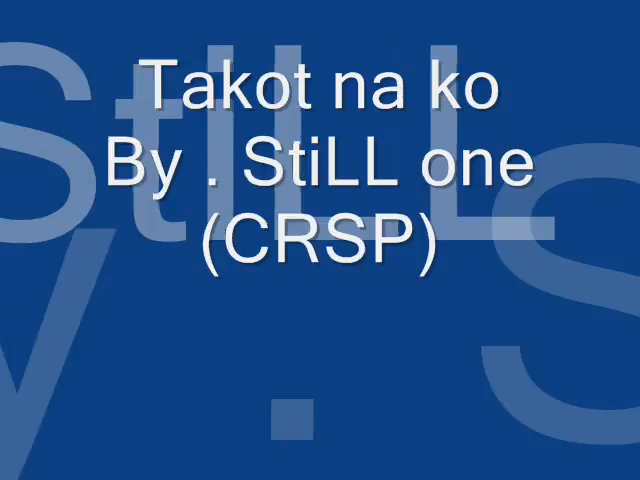 Takot na ko
By . StiLL one
(CRSP)